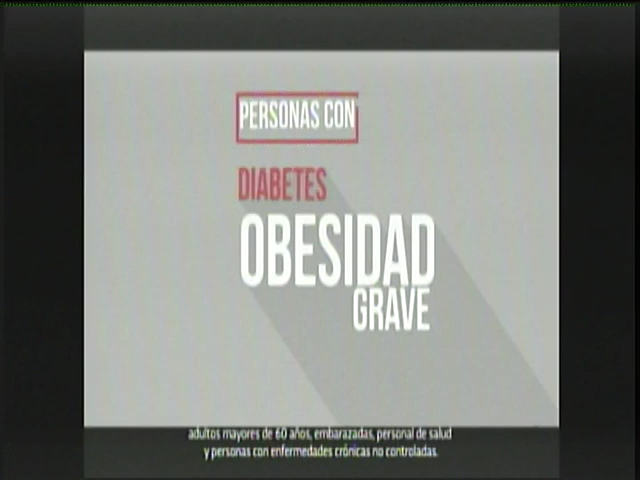 PERSONAS CON
DIABETES
OBESIDAD
GRAVE
adultos mayores de 60 años, embarazadas, personal de salud
y personas con enfermedades crónicas no controladas.